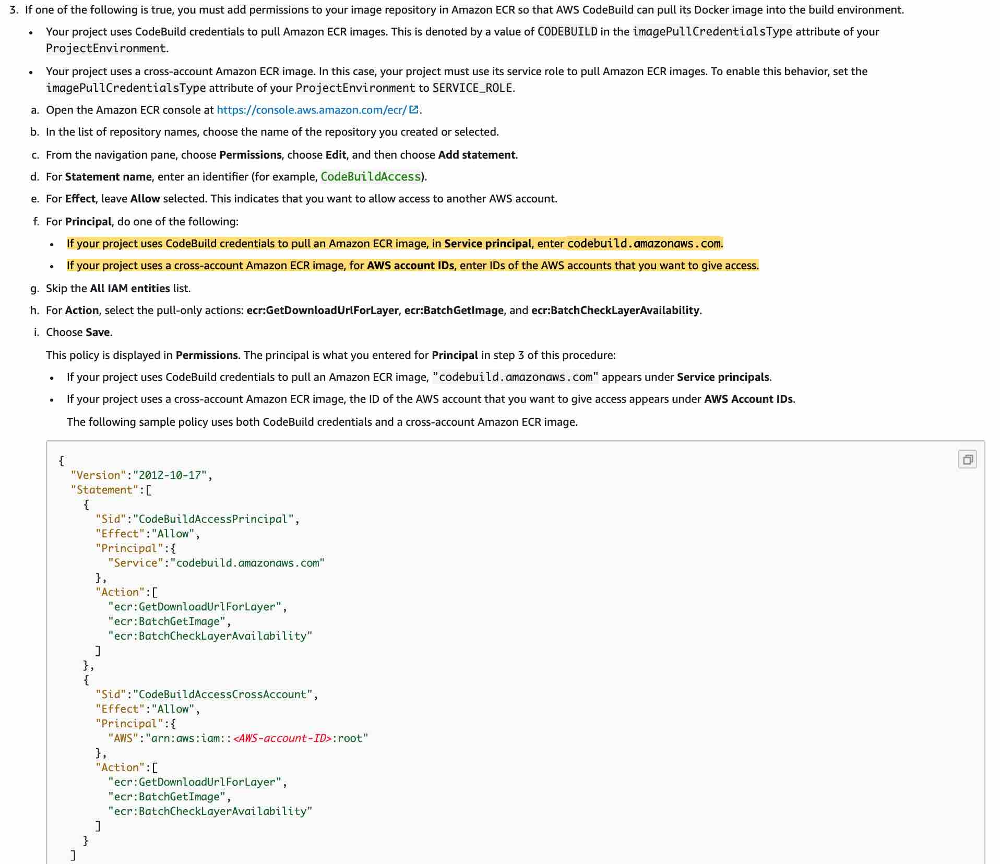 3. If one of the following is true, you must add permissions to your image repository in Amazon ECR so that AWS CodeBuild can pull its Docker image into the build environment.
• Your project uses CodeBuild credentials to pull Amazon ECR images. This is denoted by a value of CODEBUILD in the imagePullCredentialsType attribute of your
ProjectEnvironment.
• Your project uses a cross-account Amazon ECR image. In this case, your project must use its service role to pull Amazon ECR images. To enable this behavior, set the
imagePullCredentialsType attribute of your ProjectEnvironment to SERVICE_ROLE.
a. Open the Amazon ECR console at https://console.aws.amazon.com/ecr/.
b. In the list of repository names, choose the name of the repository you created or selected.
c. From the navigation pane, choose Permissions, choose Edit, and then choose Add statement.
d. For Statement name, enter an identifier (for example, CodeBuildAccess).
e. For Effect, leave Allow selected. This indicates that you want to allow access to another AWS account.
f. For Principal, do one of the following:
• If your project uses CodeBuild credentials to pull an Amazon ECR image, in Service principal, enter codebuild.amazonaws.com.
• If your project uses a cross-account Amazon ECR image, for AWS account IDs, enter IDs of the AWS accounts that you want to give access.
g. Skip the All IAM entities list.
h. For Action, select the pull-only actions: ecr:GetDownloadUrlForLayer, ecr:BatchGetImage, and ecr:BatchCheckLayerAvailability.
i. Choose Save.
This policy is displayed in Permissions. The principal is what you entered for Principal in step 3 of this procedure:
• If your project uses CodeBuild credentials to pull an Amazon ECR image, "codebuild.amazonaws.com" appears under Service principals.
• If your project uses a cross-account Amazon ECR image, the ID of the AWS account that you want to give access appears under AWS Account IDs.
The following sample policy uses both CodeBuild credentials and a cross-account Amazon ECR image.
{
  "Version":"2012-10-17",
  "Statement":[
    {
      "Sid":"CodeBuildAccessPrincipal",
      "Effect":"Allow",
      "Principal":{
        "Service":"codebuild.amazonaws.com"
      },
      "Action":[
        "ecr:GetDownloadUrlForLayer",
        "ecr:BatchGetImage",
        "ecr:BatchCheckLayerAvailability"
      ]
    },
    {
      "Sid":"CodeBuildAccessCrossAccount",
      "Effect":"Allow",
      "Principal":{
        "AWS":"arn:aws:iam::<AWS-account-ID>:root"
      },
      "Action":[
        "ecr:GetDownloadUrlForLayer",
        "ecr:BatchGetImage",
        "ecr:BatchCheckLayerAvailability"
      ]
    }
  ]